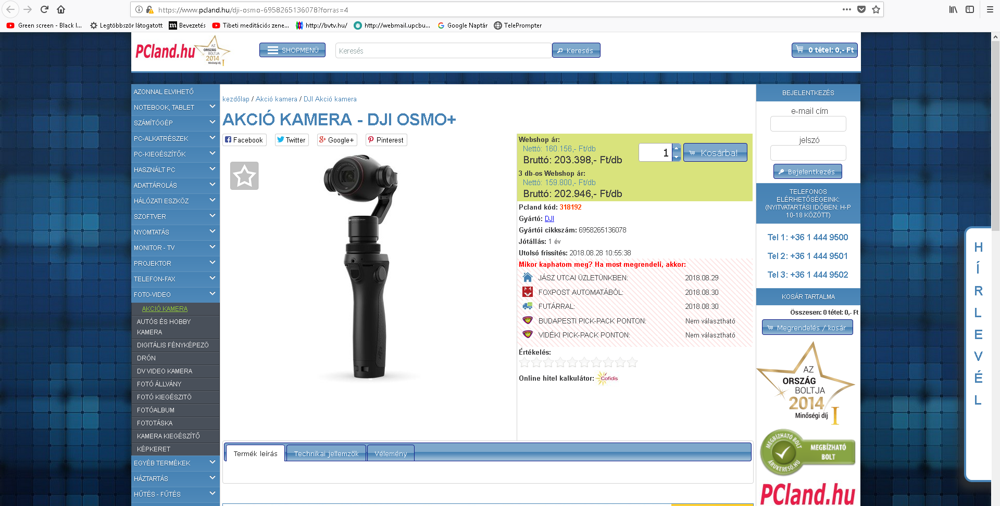 https://www.pcland.hu/dji-osmo-6958265136078?forras=4
Green screen - Black l...
Legtöbbször látogatott
Bevezetés
Tibeti meditációs zene...
http://bvtv.hu/
http://webmail.upcbu...
Google Naptár
TelePrompter
PCland.hu
AZ
ORSZÁG
BOLTJA
2014
Minőségi díj
I
SHOPMENÜ
Keresés
Keresés
0 tétel: 0,- Ft
AZONNAL ELVIHETŐ
NOTEBOOK, TABLET
SZÁMÍTÓGÉP
PC-ALKATRÉSZEK
PC-KIEGÉSZÍTŐK
HASZNÁLT PC
ADATTÁROLÁS
HÁLÓZATI ESZKÖZ
SZOFTVER
NYOMTATÁS
MONITOR - TV
PROJEKTOR
TELEFON-FAX
FOTO-VIDEO
AKCIÓ KAMERA
AUTÓS ÉS HOBBY
KAMERA
DIGITÁLIS FÉNYKÉPEZŐ
DRÓN
DV VIDEO KAMERA
FOTÓ ÁLLVÁNY
FOTÓ KIEGÉSZITŐ
FOTÓALBUM
FOTOTÁSKA
KAMERA KIEGÉSZÍTŐ
KÉPKERET
EGYÉB TERMÉKEK
HÁZTARTÁS
HŰTÉS - FŰTÉS
kezdőlap / Akció kamera / DJI Akció kamera
AKCIÓ KAMERA - DJI OSMO+
Facebook
Twitter
Google+
Pinterest
Webshop ár:
Nettó: 160.156,- Ft/db
Bruttó: 203.398,- Ft/db
1
Kosárba!
3 db-os Webshop ár:
Nettó: 159.800,- Ft/db
Bruttó: 202.946,- Ft/db
Pcland kód: 318192
Gyártó: DJI
Gyártói cikkszám: 6958265136078
Jótállás: 1 év
Utolsó frissítés: 2018.08.28 10:55:38
Mikor kaphatom meg? Ha most megrendeli, akkor:
JÁSZ UTCAI ÜZLETÜNKBEN: 2018.08.29
FOXPOST AUTOMATÁBÓL: 2018.08.30
FUTÁRRAL: 2018.08.30
BUDAPESTI PICK-PACK PONTON: Nem választható
VIDÉKI PICK-PACK PONTON: Nem választható
Értékelés:
Online hitel kalkulátor: Cofidis
Termék leírás
Technikai jellemzők
Vélemény
BEJELENTKEZÉS
e-mail cím
jelszó
Bejelentkezés
TELEFONOS
ELÉRHETŐSÉGEINK:
(NYITVATARTÁSI IDŐBEN: H-P
10-18 KÖZÖTT)
Tel 1: +36 1 444 9500
Tel 2: +36 1 444 9501
Tel 3: +36 1 444 9502
KOSÁR TARTALMA
Összesen: 0 tétel: 0,- Ft
Megrendelés / kosár
AZ
ORSZÁG
BOLTJA
2014
Minőségi díj
I
MEGBÍZHATÓ BOLT
ÁRUKERESŐ.HU
MEGBÍZHATÓ
BOLT
PCland.hu
HÍRLEVÉL